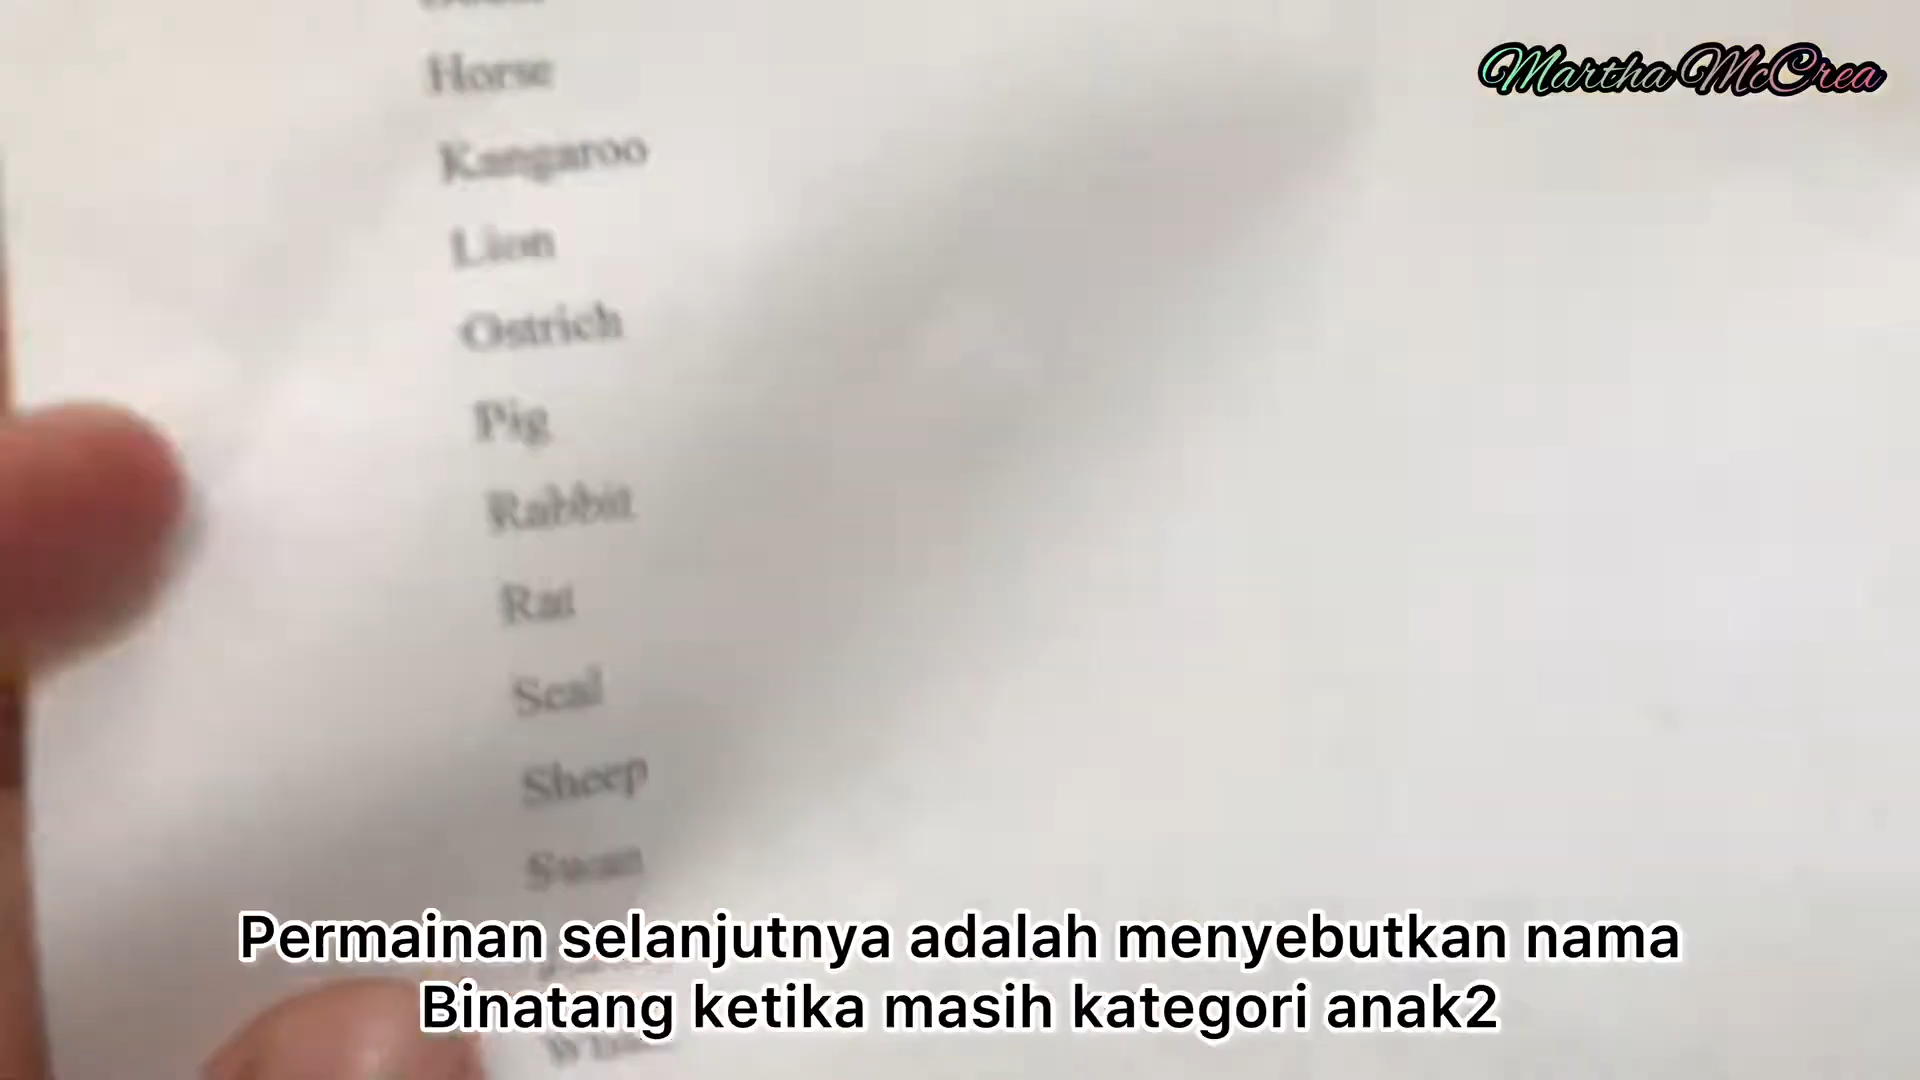 Martha McCrea
Horse
Kangaroo
Lion
Ostrich
Pig
Rabbit
Rat
Seal
Sheep
Swan
Permainan selanjutnya adalah menyebutkan nama
Binatang ketika masih kategori anak2